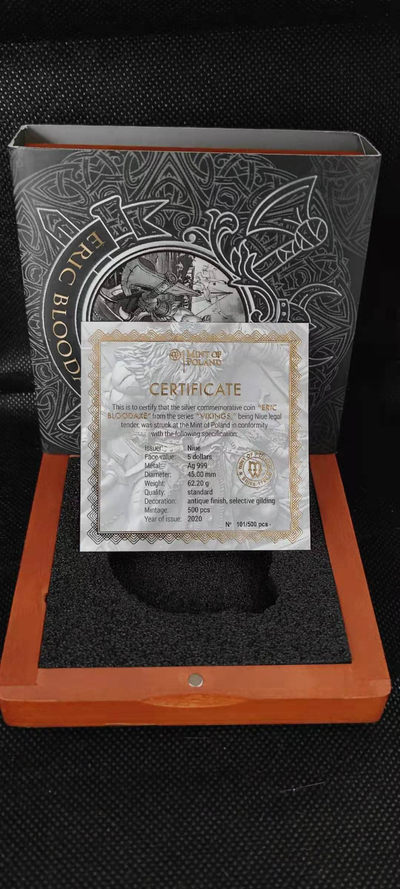 ERIC BLOODA
MINT OF
POLAND
CERTIFICATE
This is to certify that the silver commemorative coin "ERIC
BLOODAXE" from the series "VIKINGS," being Niue legal
tender, was struck at the Mint of Poland in conformity
with the following specification:
Issuer: Niue
Face value: 5 dollars
Metal: Ag 999
Diameter: 45.00 mm
Weight: 62.20 g
Quality: standard
Decoration: antique finish, selective gilding
Mintage: 500 pcs
Year of issue: 2020
N° 101/500 pcs